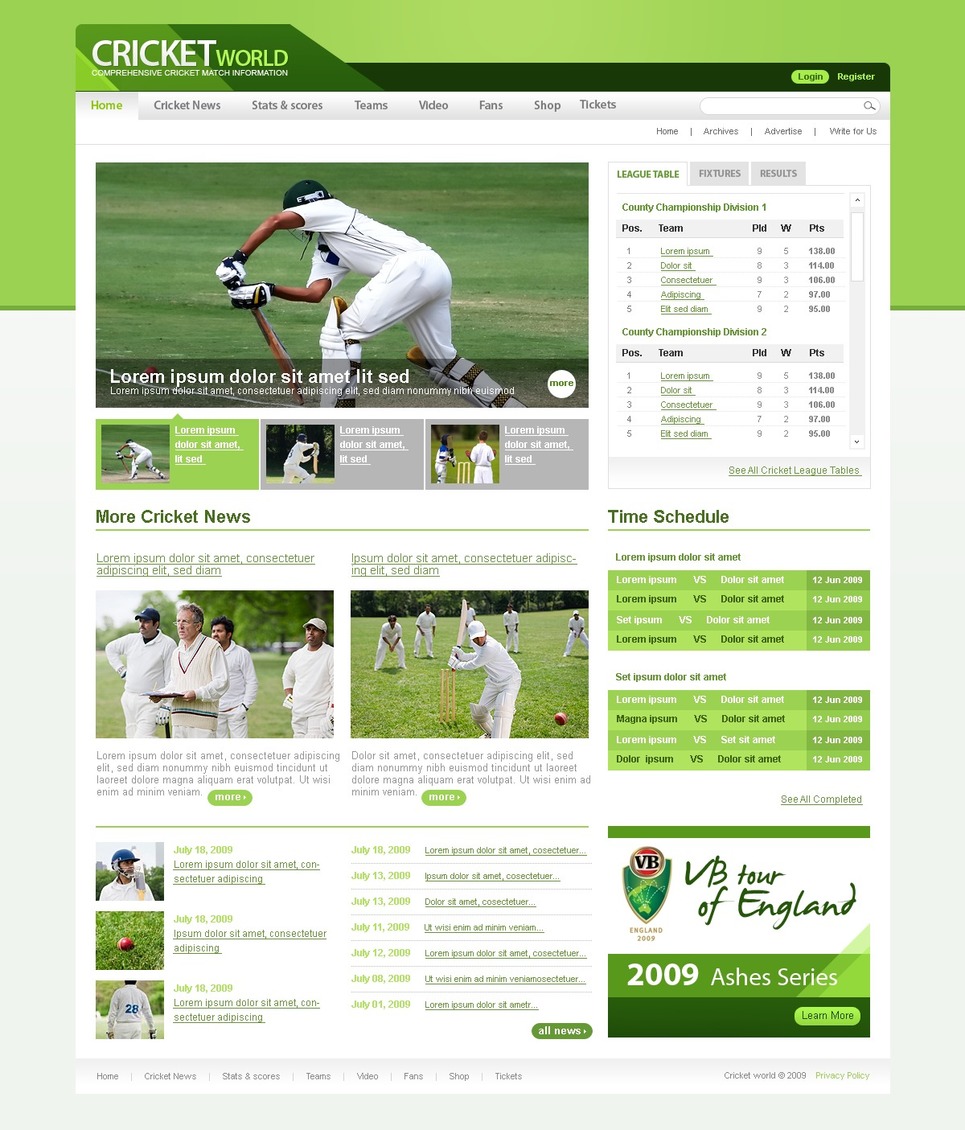 CRICKETWORLD
COMPREHENSIVE CRICKET MATCH INFORMATION
Login Register
Home Cricket News Stats & scores Teams Video Fans Shop Tickets
Home | Archives | Advertise | Write for Us
Lorem ipsum dolor sit amet lit sed
Lorem ipsum dolor sit amet, consectetuer adipiscing elit, sed diam nonummy nibh euismod
more
Lorem ipsum
dolor sit amet,
lit sed
Lorem ipsum
dolor sit amet,
lit sed
Lorem ipsum
dolor sit amet,
lit sed
LEAGUE TABLE FIXTURES RESULTS
County Championship Division 1
Pos. Team Pld W Pts
1 Lorem ipsum 9 5 138.00
2 Dolor sit 8 3 114.00
3 Consectetuer 9 3 106.00
4 Adipiscing 7 2 97.00
5 Elit sed diam 9 2 95.00
County Championship Division 2
Pos. Team Pld W Pts
1 Lorem ipsum 9 5 138.00
2 Dolor sit 8 3 114.00
3 Consectetuer 9 3 106.00
4 Adipiscing 7 2 97.00
5 Elit sed diam 9 2 95.00
See All Cricket League Tables
More Cricket News
Lorem ipsum dolor sit amet, consectetuer
adipiscing elit, sed diam
Lorem ipsum dolor sit amet, consectetuer adipiscing
elit, sed diam nonummy nibh euismod tincidunt ut
laoreet dolore magna aliquam erat volutpat. Ut wisi
enim ad minim veniam. more
Ipsum dolor sit amet, consectetuer adipisc-
ing elit, sed diam
Dolor sit amet, consectetuer adipiscing elit, sed
diam nonummy nibh euismod tincidunt ut laoreet
dolore magna aliquam erat volutpat. Ut wisi enim ad
minim veniam. more
Time Schedule
Lorem ipsum dolor sit amet
Lorem ipsum VS Dolor sit amet 12 Jun 2009
Lorem ipsum VS Dolor sit amet 12 Jun 2009
Set ipsum VS Dolor sit amet 12 Jun 2009
Lorem ipsum VS Dolor sit amet 12 Jun 2009
Set ipsum dolor sit amet
Lorem ipsum VS Dolor sit amet 12 Jun 2009
Magna ipsum VS Dolor sit amet 12 Jun 2009
Lorem ipsum VS Set sit amet 12 Jun 2009
Dolor ipsum VS Dolor sit amet 12 Jun 2009
See All Completed
July 18, 2009
Lorem ipsum dolor sit amet, con-
sectetuer adipiscing
July 18, 2009
Ipsum dolor sit amet, consectetuer
adipiscing
28
July 18, 2009
Lorem ipsum dolor sit amet, con-
sectetuer adipiscing
July 18, 2009 Lorem ipsum dolor sit amet, cosectetuer...
July 13, 2009 Ipsum dolor sit amet, cosectetuer...
July 13, 2009 Dolor sit amet, cosectetuer...
July 11, 2009 Ut wisi enim ad minim veniam...
July 12, 2009 Lorem ipsum dolor sit amet, cosectetuer...
July 08, 2009 Ut wisi enim ad minim veniamosectetuer...
July 01, 2009 Lorem ipsum dolor sit ametr...
all news
VB
ENGLAND
2009
VB tour
of England
2009 Ashes Series
Learn More
Home | Cricket News | Stats & scores | Teams | Video | Fans | Shop | Tickets
Cricket world © 2009 Privacy Policy